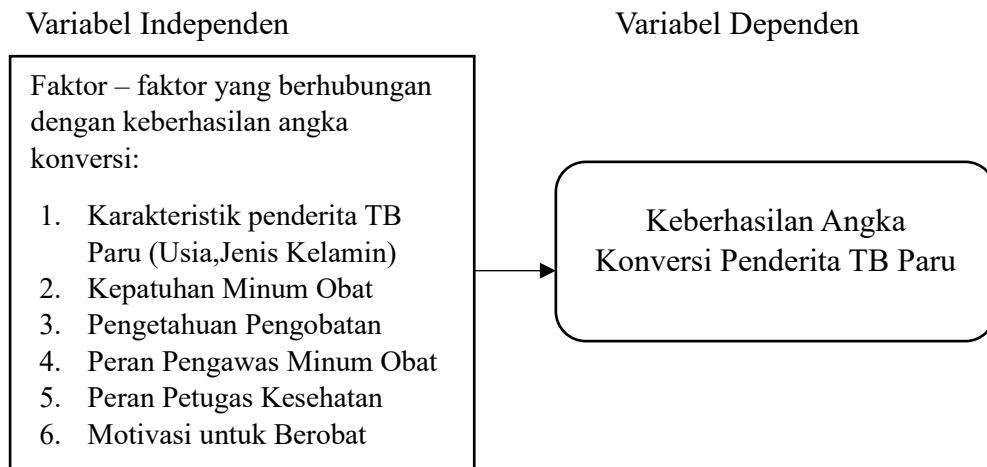 Variabel Independen
Variabel Dependen
Faktor – faktor yang berhubungan
dengan keberhasilan angka
konversi:
1. Karakteristik penderita TB
Paru (Usia,Jenis Kelamin)
2. Kepatuhan Minum Obat
3. Pengetahuan Pengobatan
4. Peran Pengawas Minum Obat
5. Peran Petugas Kesehatan
6. Motivasi untuk Berobat
Keberhasilan Angka
Konversi Penderita TB Paru